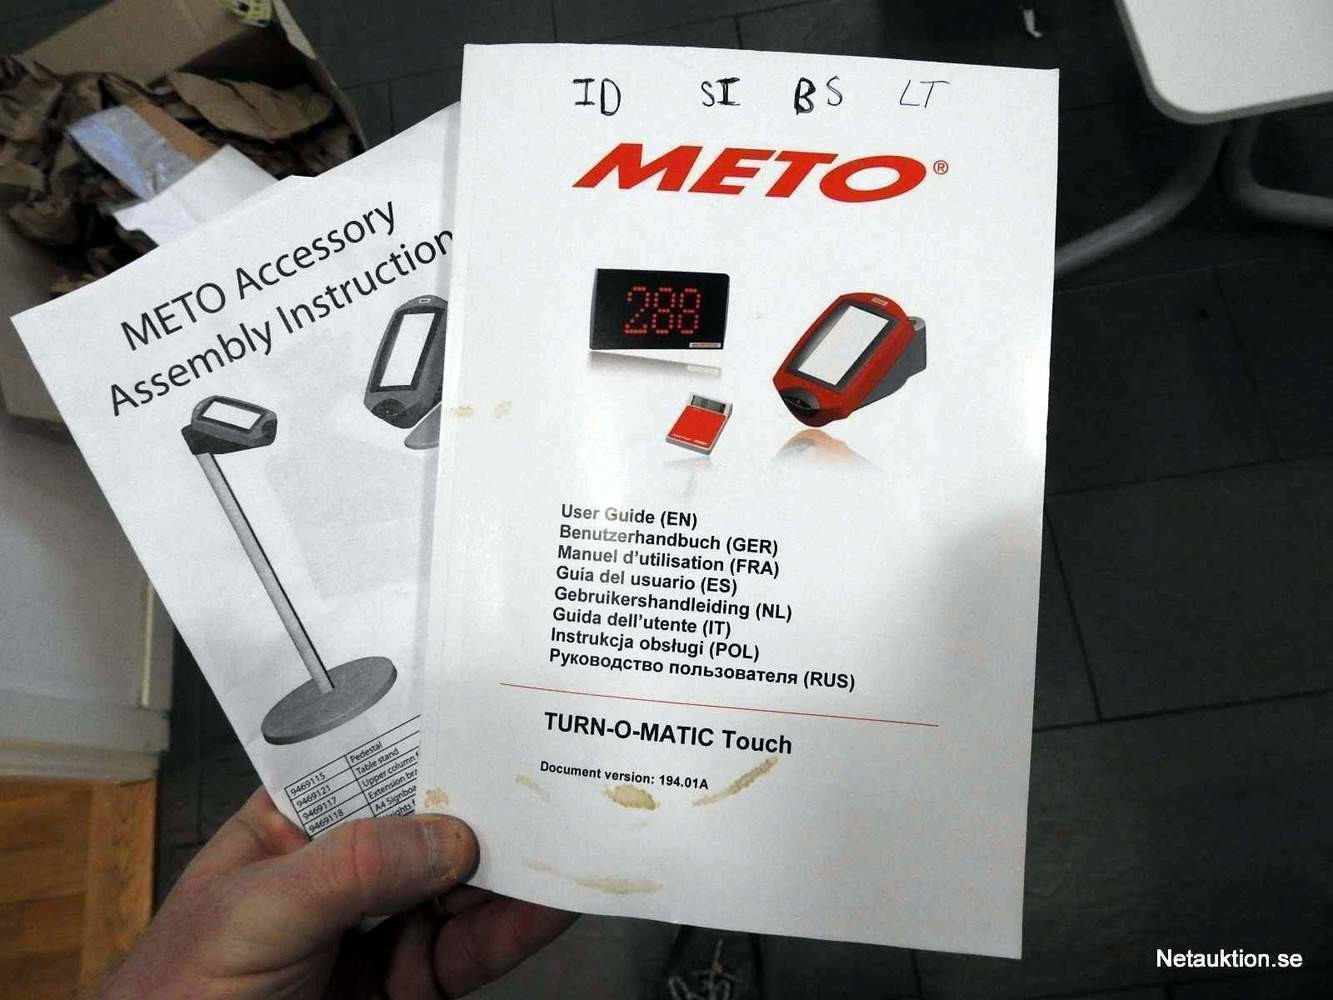 ID SI BS LT
METO®
288
User Guide (EN)
Benutzerhandbuch (GER)
Manuel d'utilisation (FRA)
Guía del usuario (ES)
Gebruikershandleiding (NL)
Guida dell'utente (IT)
Instrukcja obsługi (POL)
Руководство пользователя (RUS)
TURN-O-MATIC Touch
Document version: 194.01A
METO Accessory
Assembly Instruction
9469115 Pedestal
9469121 Table stand
9469117 Upper column
9469118 Extension
A4
Netauktion.se